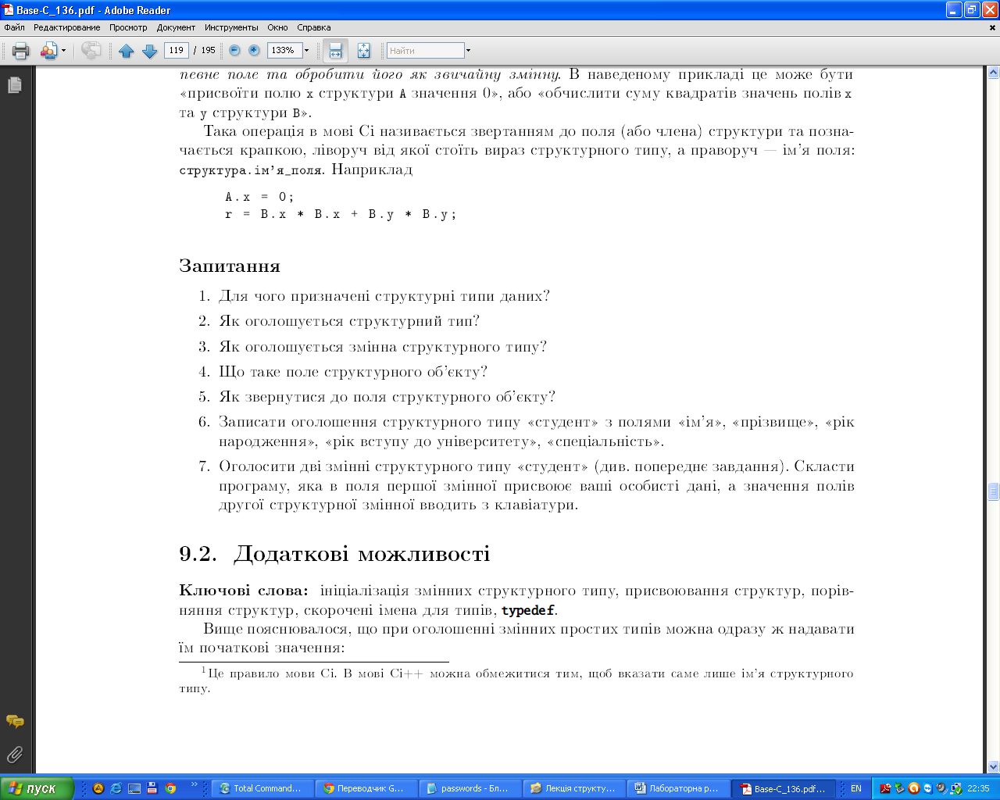 Base-C_136.pdf - Adobe Reader
Файл Редактирование Просмотр Документ Инструменты Окно Справка
119 / 195 133% Найти
певне поле та обробити його як звичайну змінну. В наведеному прикладі це може бути
«присвоїти полю x структури A значення 0», або «обчислити суму квадратів значень полів x
та y структури B».
Така операція в мові Сі називається звертанням до поля (або члена) структури та позна-
чається крапкою, ліворуч від якої стоїть вираз структурного типу, а праворуч — ім'я поля:
структура.ім'я_поля. Наприклад
A.x = 0;
r = B.x * B.x + B.y * B.y;
Запитання
1. Для чого призначені структурні типи даних?
2. Як оголошується структурний тип?
3. Як оголошується змінна структурного типу?
4. Що таке поле структурного об'єкту?
5. Як звернутися до поля структурного об'єкту?
6. Записати оголошення структурного типу «студент» з полями «ім'я», «прізвище», «рік
народження», «рік вступу до університету», «спеціальність».
7. Оголосити дві змінні структурного типу «студент» (див. попереднє завдання). Скласти
програму, яка в поля першої змінної присвоює ваші особисті дані, а значення полів
другої структурної змінної вводить з клавіатури.
9.2. Додаткові можливості
Ключові слова: ініціалізація змінних структурного типу, присвоювання структур, порів-
няння структур, скорочені імена для типів, typedef.
Вище пояснювалося, що при оголошенні змінних простих типів можна одразу ж надавати
їм початкові значення:
1 Це правило мови Сі. В мові Сі++ можна обмежитися тим, щоб вказати саме лише ім'я структурного
типу.
пуск » Total Command... Переводчик G... passwords - Бл... Лекція структу... Лабораторна р... Base-C_136.pdf... EN 22:35